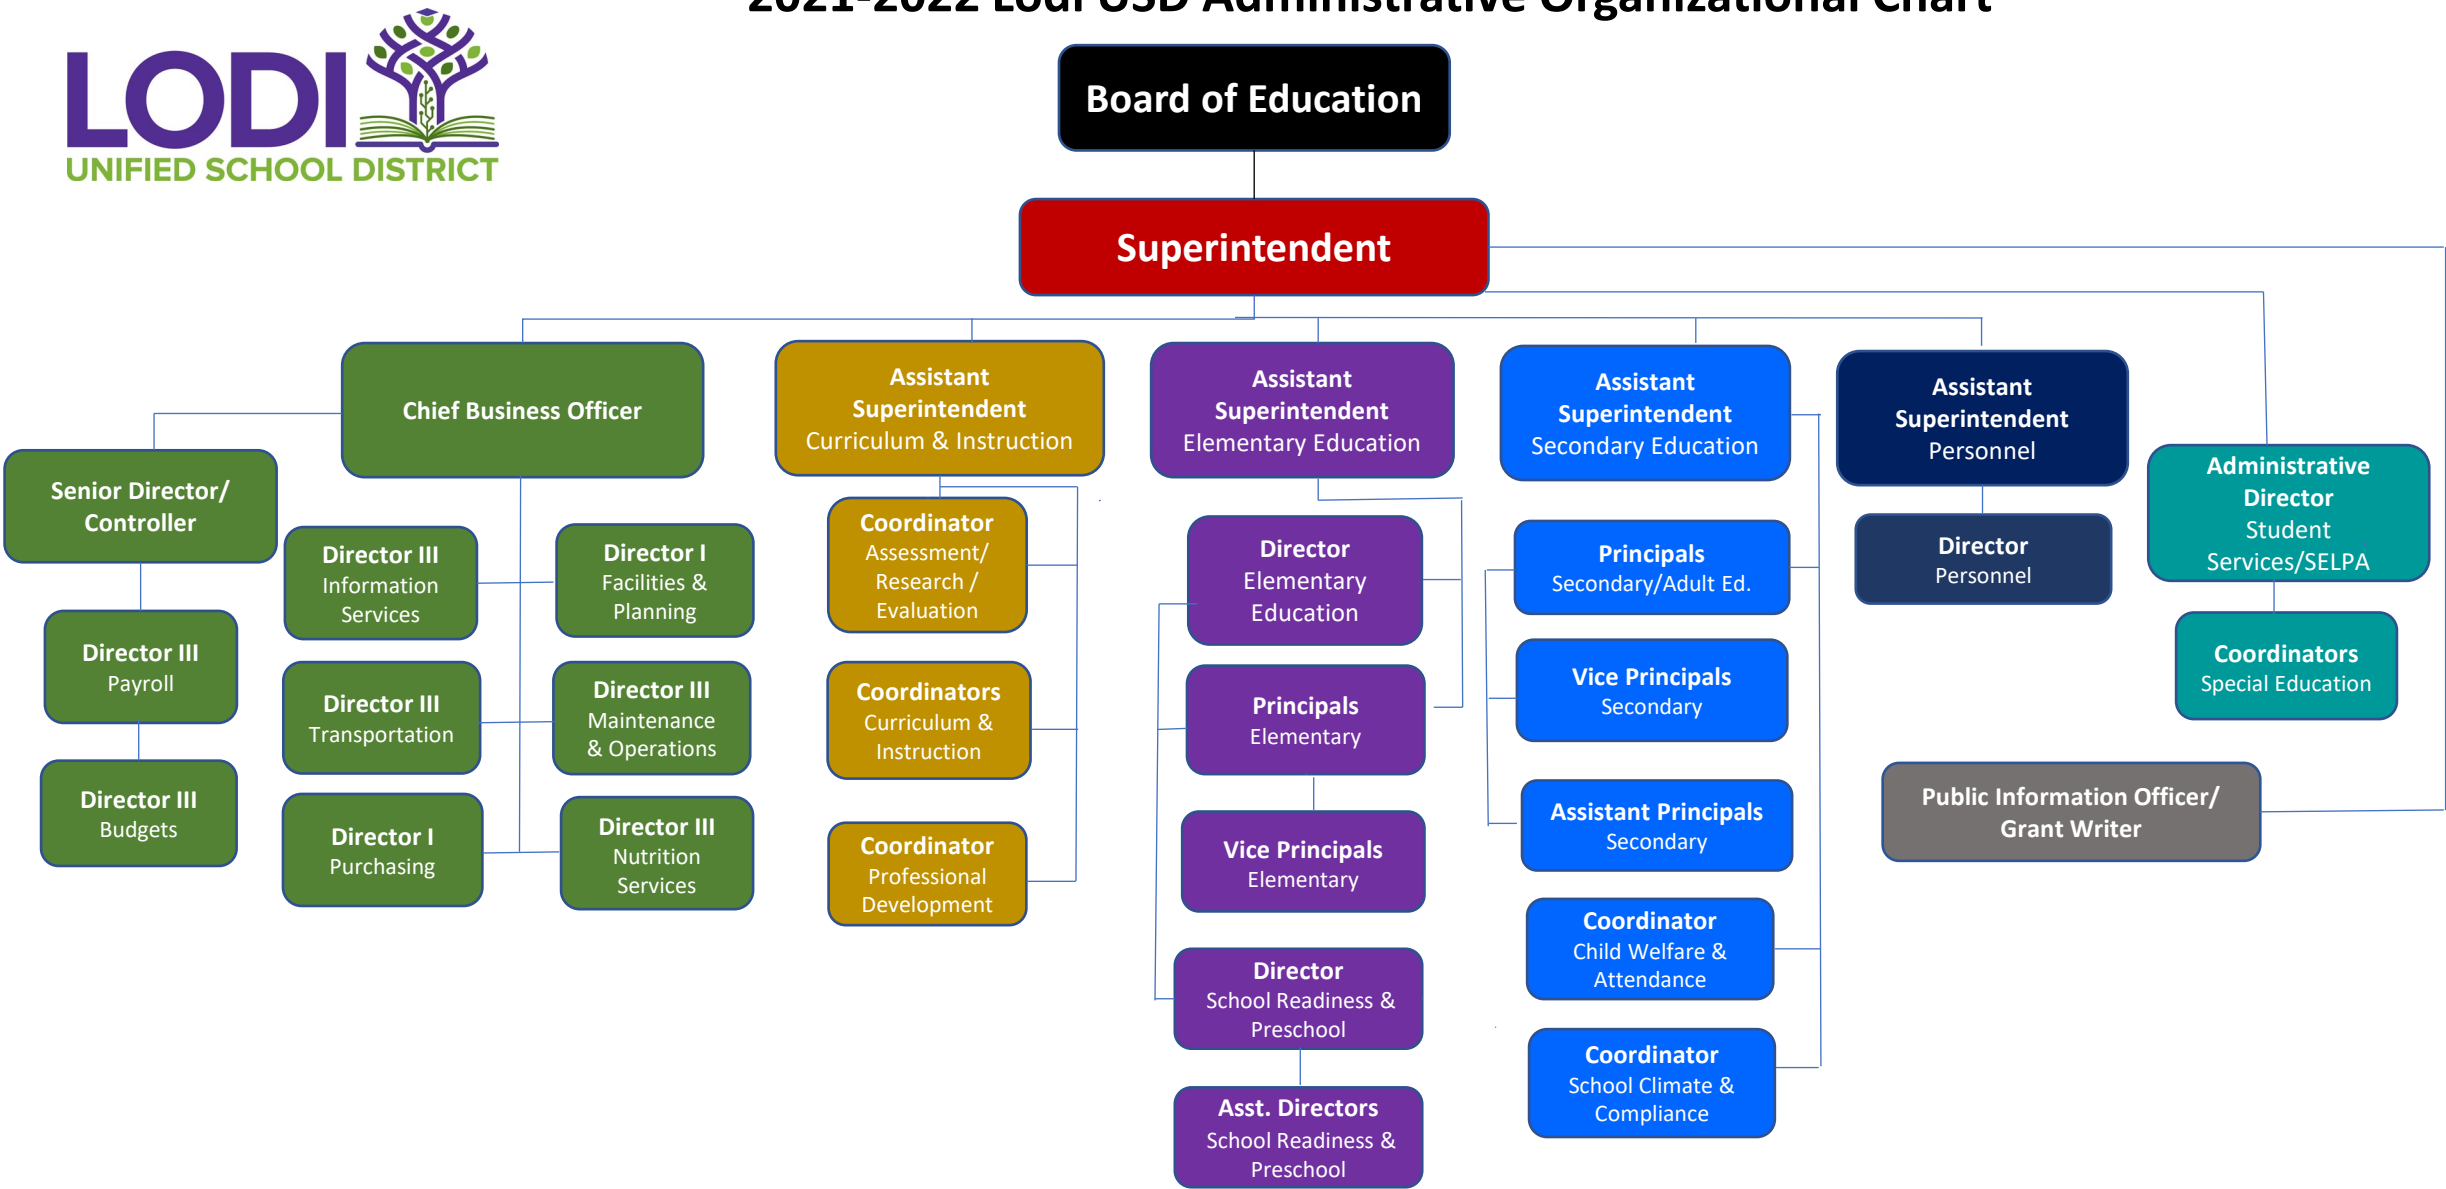 2021-2022 Lodi USD Administrative Organizational Chart
LODI
UNIFIED SCHOOL DISTRICT
Board of Education
Superintendent
Chief Business Officer
Senior Director/
Controller
Director III
Payroll
Director III
Budgets
Director III
Information
Services
Director I
Facilities &
Planning
Director III
Transportation
Director III
Maintenance
& Operations
Director I
Purchasing
Director III
Nutrition
Services
Assistant
Superintendent
Curriculum & Instruction
Coordinator
Assessment/
Research /
Evaluation
Coordinators
Curriculum &
Instruction
Coordinator
Professional
Development
Assistant
Superintendent
Elementary Education
Director
Elementary
Education
Principals
Elementary
Vice Principals
Elementary
Director
School Readiness &
Preschool
Asst. Directors
School Readiness &
Preschool
Assistant
Superintendent
Secondary Education
Principals
Secondary/Adult Ed.
Vice Principals
Secondary
Assistant Principals
Secondary
Coordinator
Child Welfare &
Attendance
Coordinator
School Climate &
Compliance
Assistant
Superintendent
Personnel
Director
Personnel
Administrative
Director
Student
Services/SELPA
Coordinators
Special Education
Public Information Officer/
Grant Writer